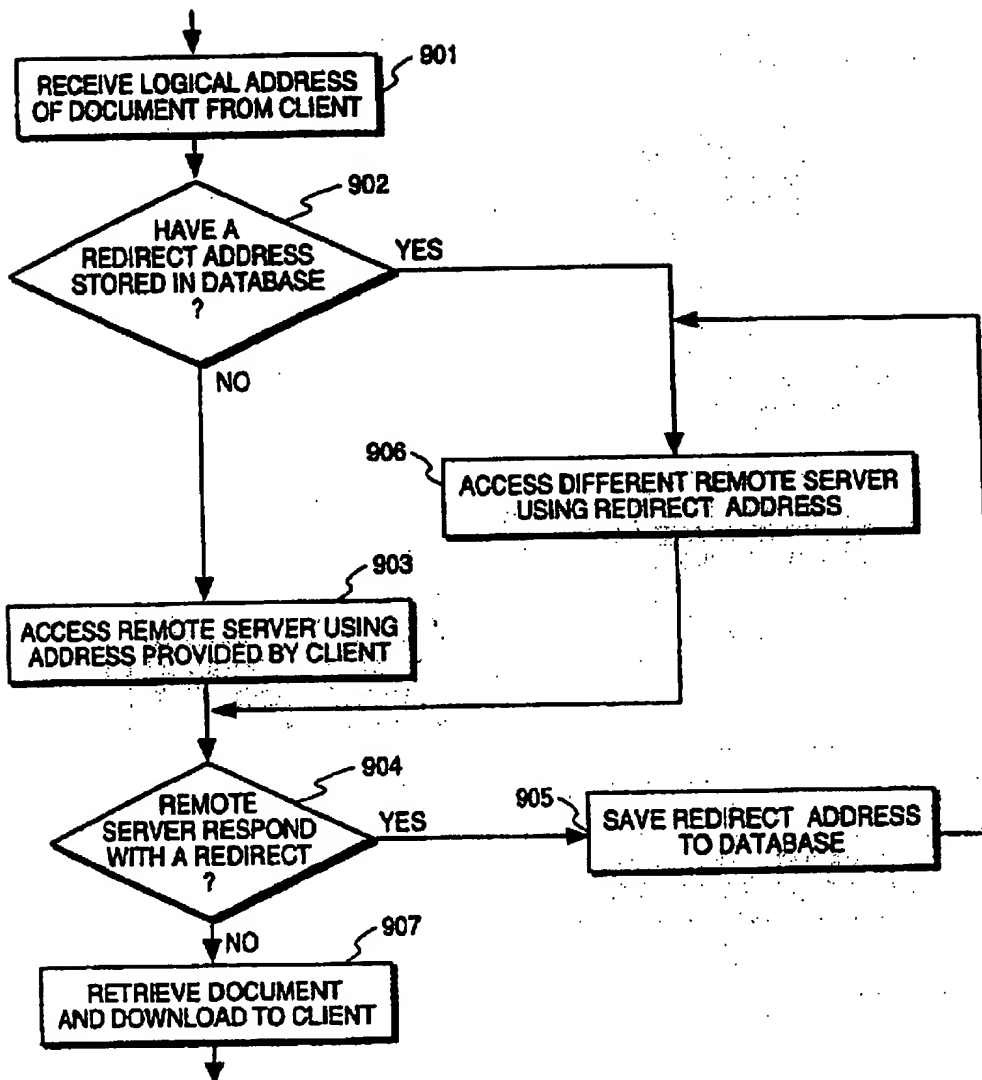 901
RECEIVE LOGICAL ADDRESS
OF DOCUMENT FROM CLIENT
902
HAVE A
REDIRECT ADDRESS
STORED IN DATABASE
?
YES
NO
906
ACCESS DIFFERENT REMOTE SERVER
USING REDIRECT ADDRESS
903
ACCESS REMOTE SERVER USING
ADDRESS PROVIDED BY CLIENT
904
REMOTE
SERVER RESPOND
WITH A REDIRECT
?
YES
905
SAVE REDIRECT ADDRESS
TO DATABASE
NO
907
RETRIEVE DOCUMENT
AND DOWNLOAD TO CLIENT